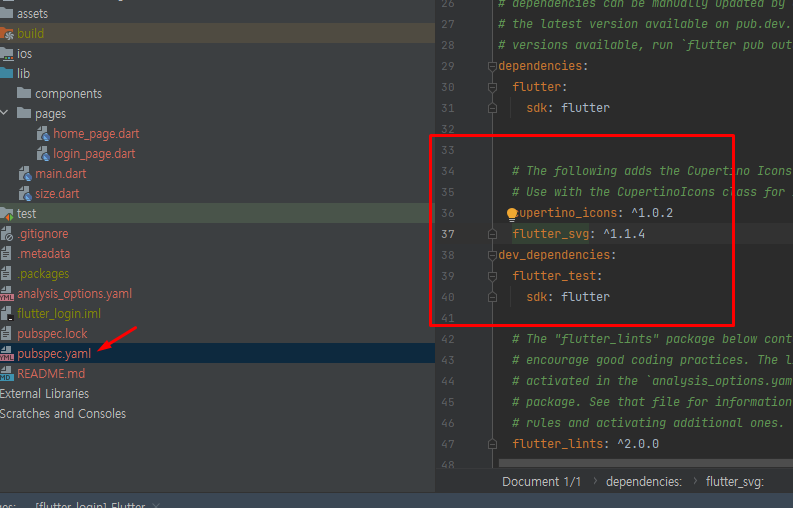 assets
build
ios
lib
components
pages
home_page.dart
login_page.dart
main.dart
size.dart
test
.gitignore
.metadata
.packages
analysis_options.yaml
flutter_login.iml
pubspec.lock
pubspec.yaml
README.md
External Libraries
Scratches and Consoles
26 # dependencies can be manually updated by
27 # the latest version available on pub.dev.
28 # versions available, run `flutter pub out
29 dependencies:
30 flutter:
31 sdk: flutter
32
33
34 # The following adds the Cupertino Icons
35 # Use with the CupertinoIcons class for
36 upertino_icons: ^1.0.2
37 flutter_svg: ^1.1.4
38 dev_dependencies:
39 flutter_test:
40 sdk: flutter
41
42 # The "flutter_lints" package below cont
43 # encourage good coding practices. The li
44 # activated in the `analysis_options.yam
45 # package. See that file for information
46 # rules and activating additional ones.
47 flutter_lints: ^2.0.0
48
Document 1/1 > dependencies: > flutter_svg:
[flutter_login] Flutter